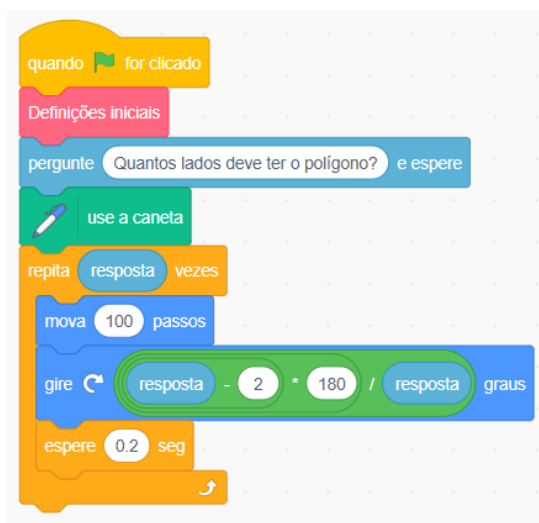 quando for clicado
Definições iniciais
pergunte Quantos lados deve ter o polígono? e espere
use a caneta
repita resposta vezes
mova 100 passos
gire resposta - 2 * 180 / resposta graus
espere 0.2 seg